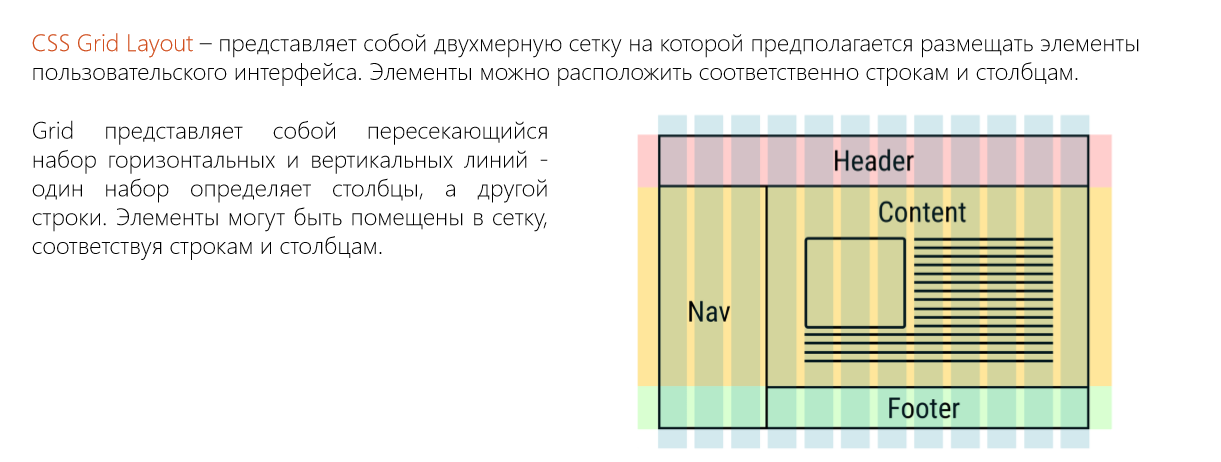 CSS Grid Layout – представляет собой двухмерную сетку на которой предполагается размещать элементы
пользовательского интерфейса. Элементы можно расположить соответственно строкам и столбцам.
Grid представляет собой пересекающийся
набор горизонтальных и вертикальных линий -
один набор определяет столбцы, а другой
строки. Элементы могут быть помещены в сетку,
соответствуя строкам и столбцам.
Header
Content
Nav
Footer